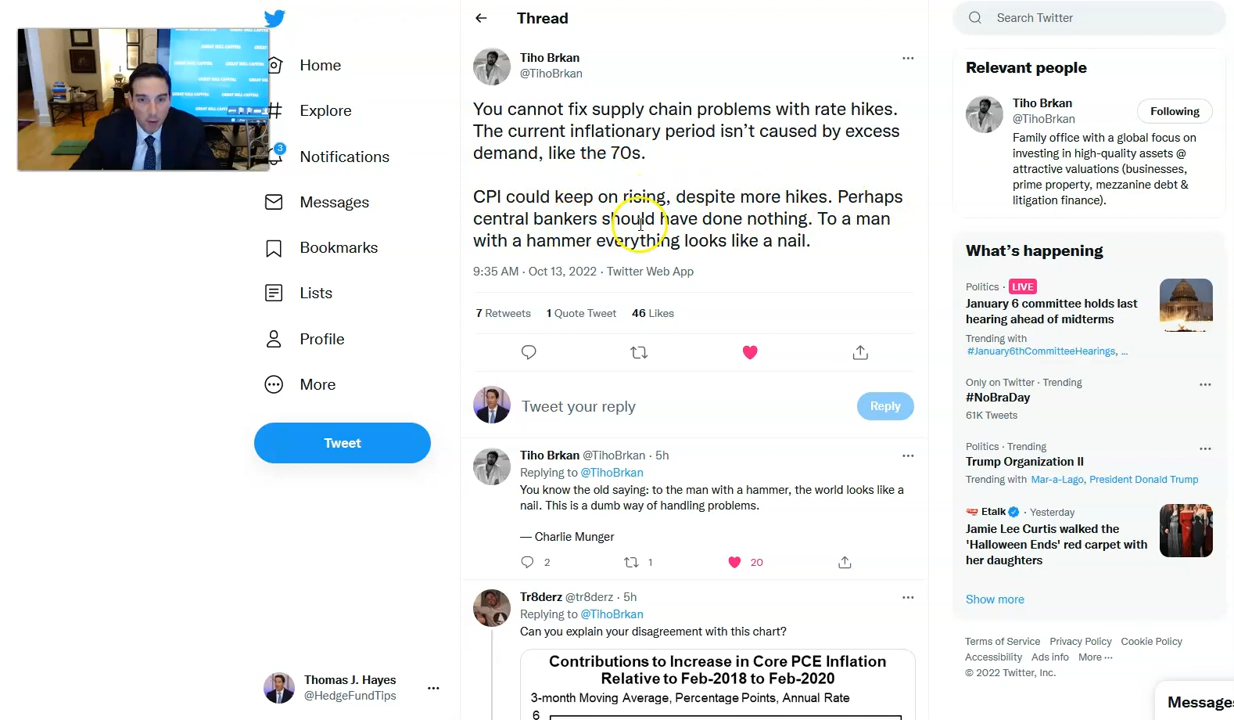 GREAT HILL CAPITAL
Home
Explore
3
Notifications
Messages
Bookmarks
Lists
Profile
More
Tweet
Thomas J. Hayes
@HedgeFundTips
Thread
Tiho Brkan
@TihoBrkan
You cannot fix supply chain problems with rate hikes.
The current inflationary period isn’t caused by excess
demand, like the 70s.
CPI could keep on rising, despite more hikes. Perhaps
central bankers should have done nothing. To a man
with a hammer everything looks like a nail.
9:35 AM · Oct 13, 2022 · Twitter Web App
7 Retweets 1 Quote Tweet 46 Likes
Tweet your reply
Reply
Tiho Brkan @TihoBrkan · 5h
Replying to @TihoBrkan
You know the old saying: to the man with a hammer, the world looks like a
nail. This is a dumb way of handling problems.
— Charlie Munger
2 1 20
Tr8derz @tr8derz · 5h
Replying to @TihoBrkan
Can you explain your disagreement with this chart?
Contributions to Increase in Core PCE Inflation
Relative to Feb-2018 to Feb-2020
3-month Moving Average, Percentage Points, Annual Rate
6
Search Twitter
Relevant people
Tiho Brkan
@TihoBrkan
Following
Family office with a global focus on
investing in high-quality assets @
attractive valuations (businesses,
prime property, mezzanine debt &
litigation finance).
What’s happening
Politics · LIVE
January 6 committee holds last
hearing ahead of midterms
Trending with
#January6thCommitteeHearings, ...
Only on Twitter · Trending
#NoBraDay
61K Tweets
Politics · Trending
Trump Organization II
Trending with Mar-a-Lago, President Donald Trump
Etalk · Yesterday
Jamie Lee Curtis walked the
'Halloween Ends' red carpet with
her daughters
Show more
Terms of Service Privacy Policy Cookie Policy
Accessibility Ads info More ...
© 2022 Twitter, Inc.
Messages